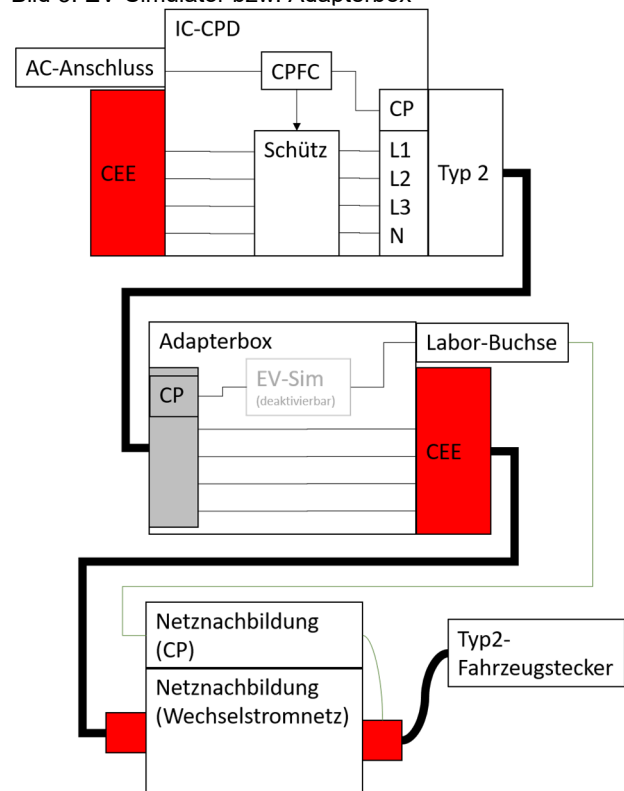 Bild 5: EV-Simulator bzw. Adapterbox
IC-CPD
AC-Anschluss
CPFC
CP
CEE
Schütz
L1
L2
L3
N
Typ 2
Adapterbox
Labor-Buchse
CP
EV-Sim
(deaktivierbar)
CEE
Netznachbildung
(CP)
Netznachbildung
(Wechselstromnetz)
Typ2-
Fahrzeugstecker